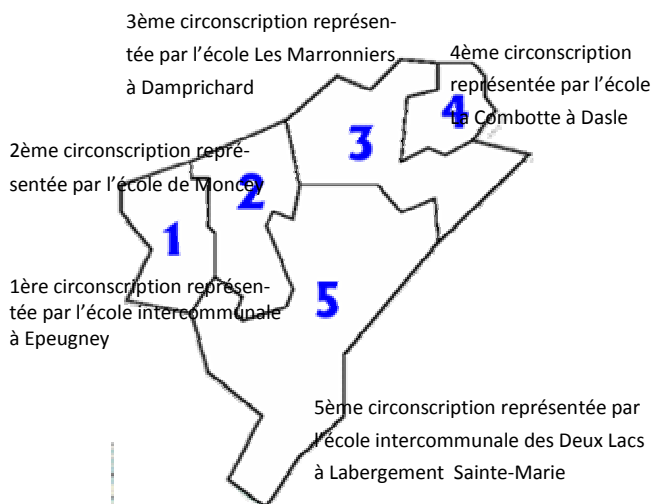 3ème circonscription représen-
tée par l’école Les Marronniers
à Damprichard
4ème circonscription
représentée par l’école
La Combotte à Dasle
2ème circonscription repré-
sentée par l’école de Moncey
1ère circonscription représen-
tée par l’école intercommunale
à Epeugney
5ème circonscription représentée par
l’école intercommunale des Deux Lacs
à Labergement Sainte-Marie
3
4
2
1
5